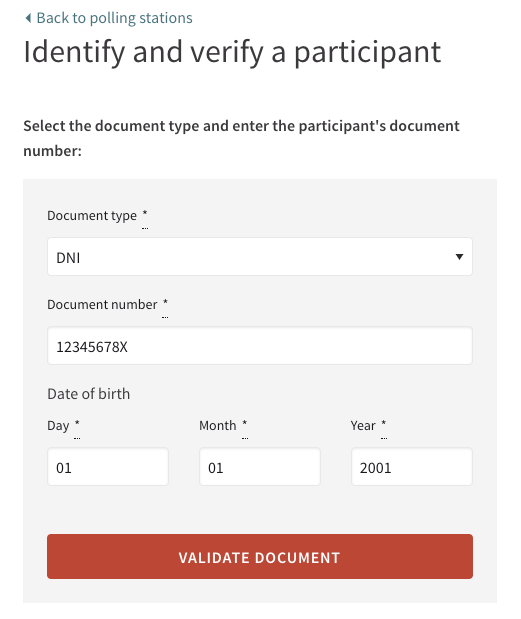 Back to polling stations
Identify and verify a participant
Select the document type and enter the participant's document
number:
Document type *
DNI
Document number *
12345678X
Date of birth
Day * Month * Year *
01 01 2001
VALIDATE DOCUMENT